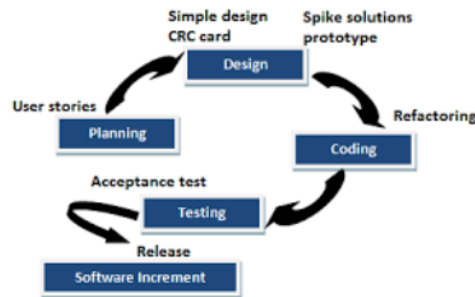 Simple design
CRC card
Spike solutions
prototype
Design
User stories
Planning
Refactoring
Coding
Acceptance test
Testing
Release
Software Increment